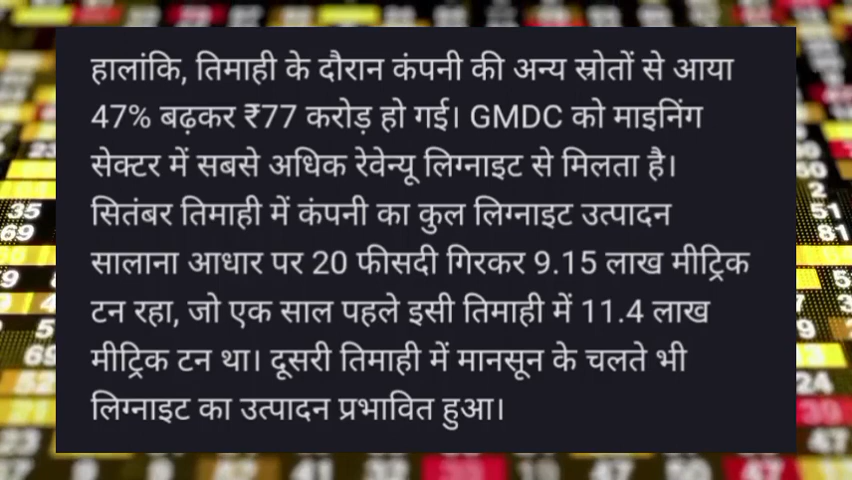 हालांकि, तिमाही के दौरान कंपनी की अन्य स्रोतों से आया
47% बढ़कर ₹77 करोड़ हो गई। GMDC को माइनिंग
सेक्टर में सबसे अधिक रेवेन्यू लिग्नाइट से मिलता है।
सितंबर तिमाही में कंपनी का कुल लिग्नाइट उत्पादन
सालाना आधार पर 20 फीसदी गिरकर 9.15 लाख मीट्रिक
टन रहा, जो एक साल पहले इसी तिमाही में 11.4 लाख
मीट्रिक टन था। दूसरी तिमाही में मानसून के चलते भी
लिग्नाइट का उत्पादन प्रभावित हुआ।